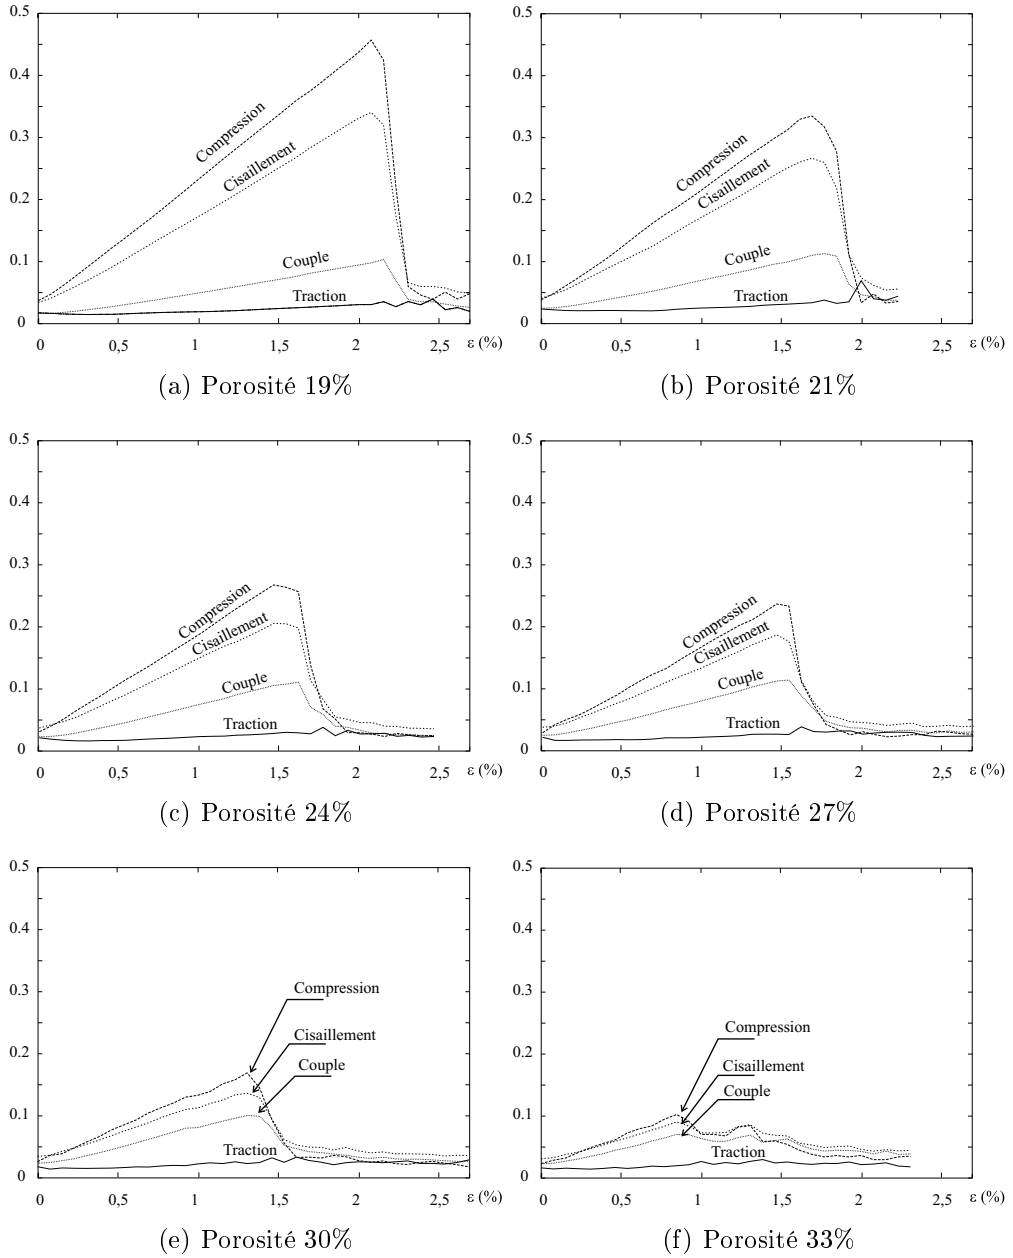 0.5
0.4
0.3
0.2
0.1
0
Compression
Cisaillement
Couple
Traction
0 0,5 1 1,5 2 2,5 ε (%)
(a) Porosité 19%
0.5
0.4
0.3
0.2
0.1
0
Compression
Cisaillement
Couple
Traction
0 0,5 1 1,5 2 2,5 ε (%)
(b) Porosité 21%
0.5
0.4
0.3
0.2
0.1
0
Compression
Cisaillement
Couple
Traction
0 0,5 1 1,5 2 2,5 ε (%)
(c) Porosité 24%
0.5
0.4
0.3
0.2
0.1
0
Compression
Cisaillement
Couple
Traction
0 0,5 1 1,5 2 2,5 ε (%)
(d) Porosité 27%
0.5
0.4
0.3
0.2
0.1
0
Compression
Cisaillement
Couple
Traction
0 0,5 1 1,5 2 2,5 ε (%)
(e) Porosité 30%
0.5
0.4
0.3
0.2
0.1
0
Compression
Cisaillement
Couple
Traction
0 0,5 1 1,5 2 2,5 ε (%)
(f) Porosité 33%